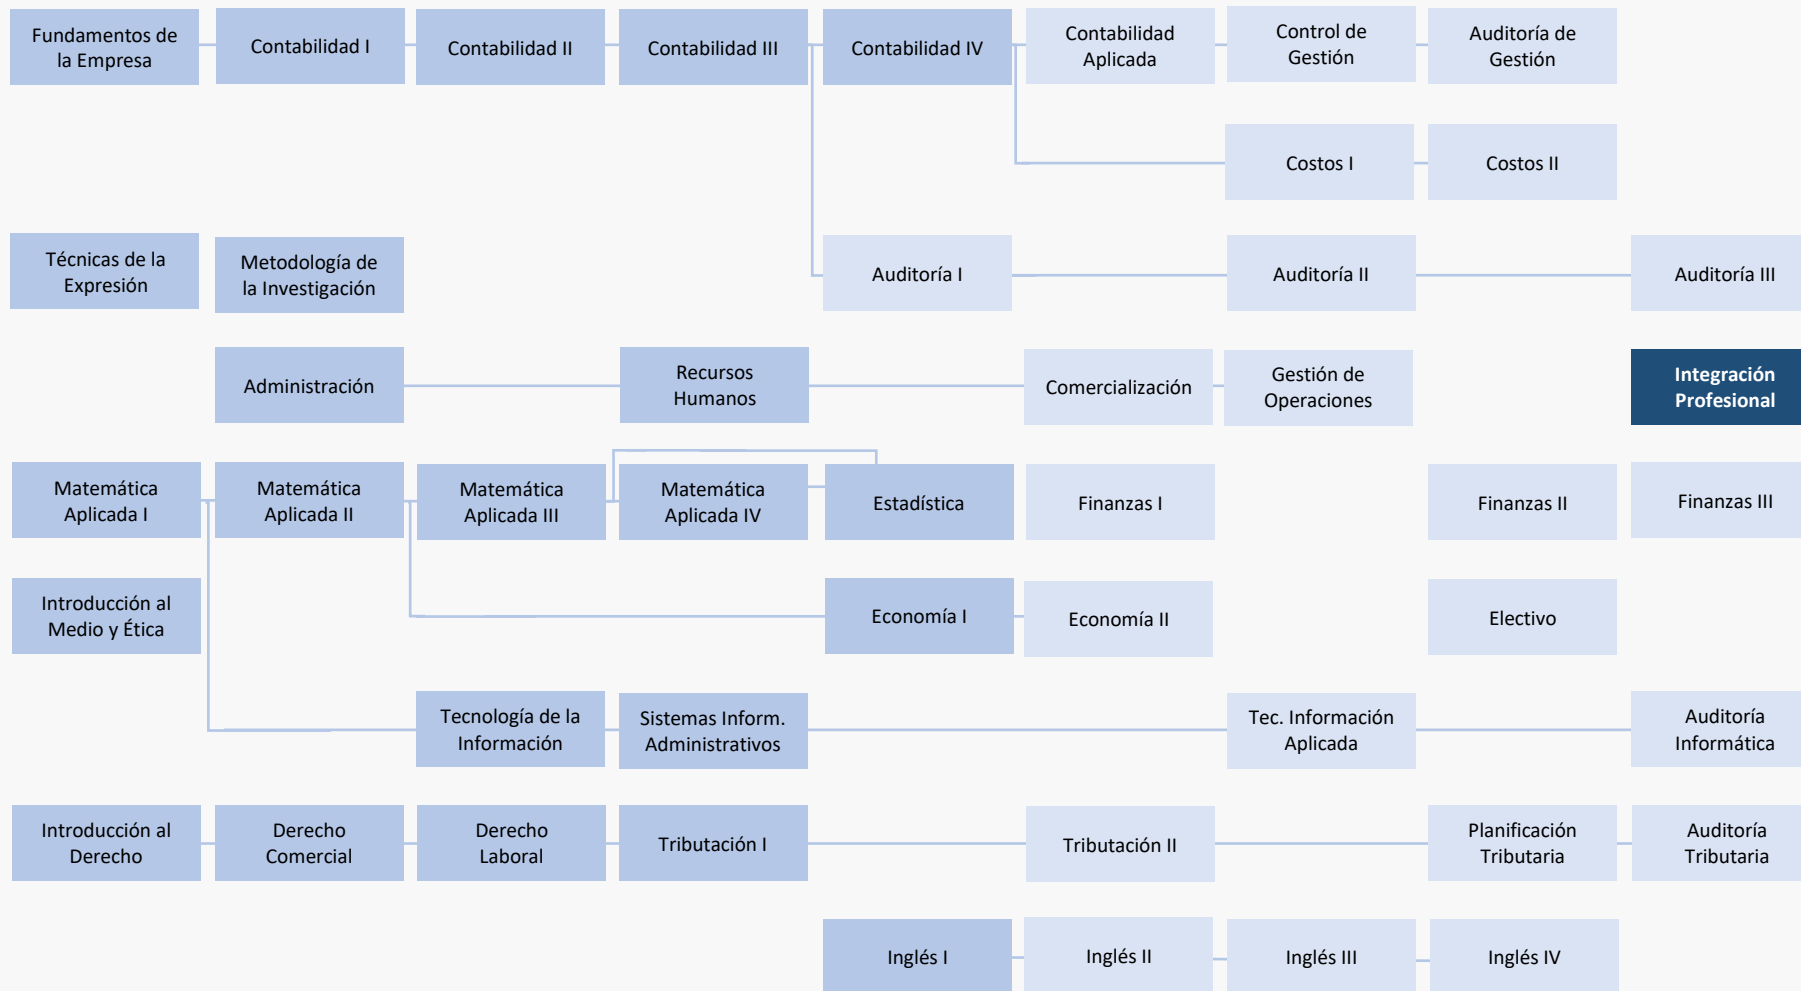 Fundamentos de
la Empresa
Contabilidad I
Contabilidad II
Contabilidad III
Contabilidad IV
Contabilidad
Aplicada
Control de
Gestión
Auditoría de
Gestión
Costos I
Costos II
Técnicas de la
Expresión
Metodología de
la Investigación
Auditoría I
Auditoría II
Auditoría III
Administración
Recursos
Humanos
Comercialización
Gestión de
Operaciones
Integración
Profesional
Matemática
Aplicada I
Matemática
Aplicada II
Matemática
Aplicada III
Matemática
Aplicada IV
Estadística
Finanzas I
Finanzas II
Finanzas III
Introducción al
Medio y Ética
Economía I
Economía II
Electivo
Tecnología de la
Información
Sistemas Inform.
Administrativos
Tec. Información
Aplicada
Auditoría
Informática
Introducción al
Derecho
Derecho
Comercial
Derecho
Laboral
Tributación I
Tributación II
Planificación
Tributaria
Auditoría
Tributaria
Inglés I
Inglés II
Inglés III
Inglés IV